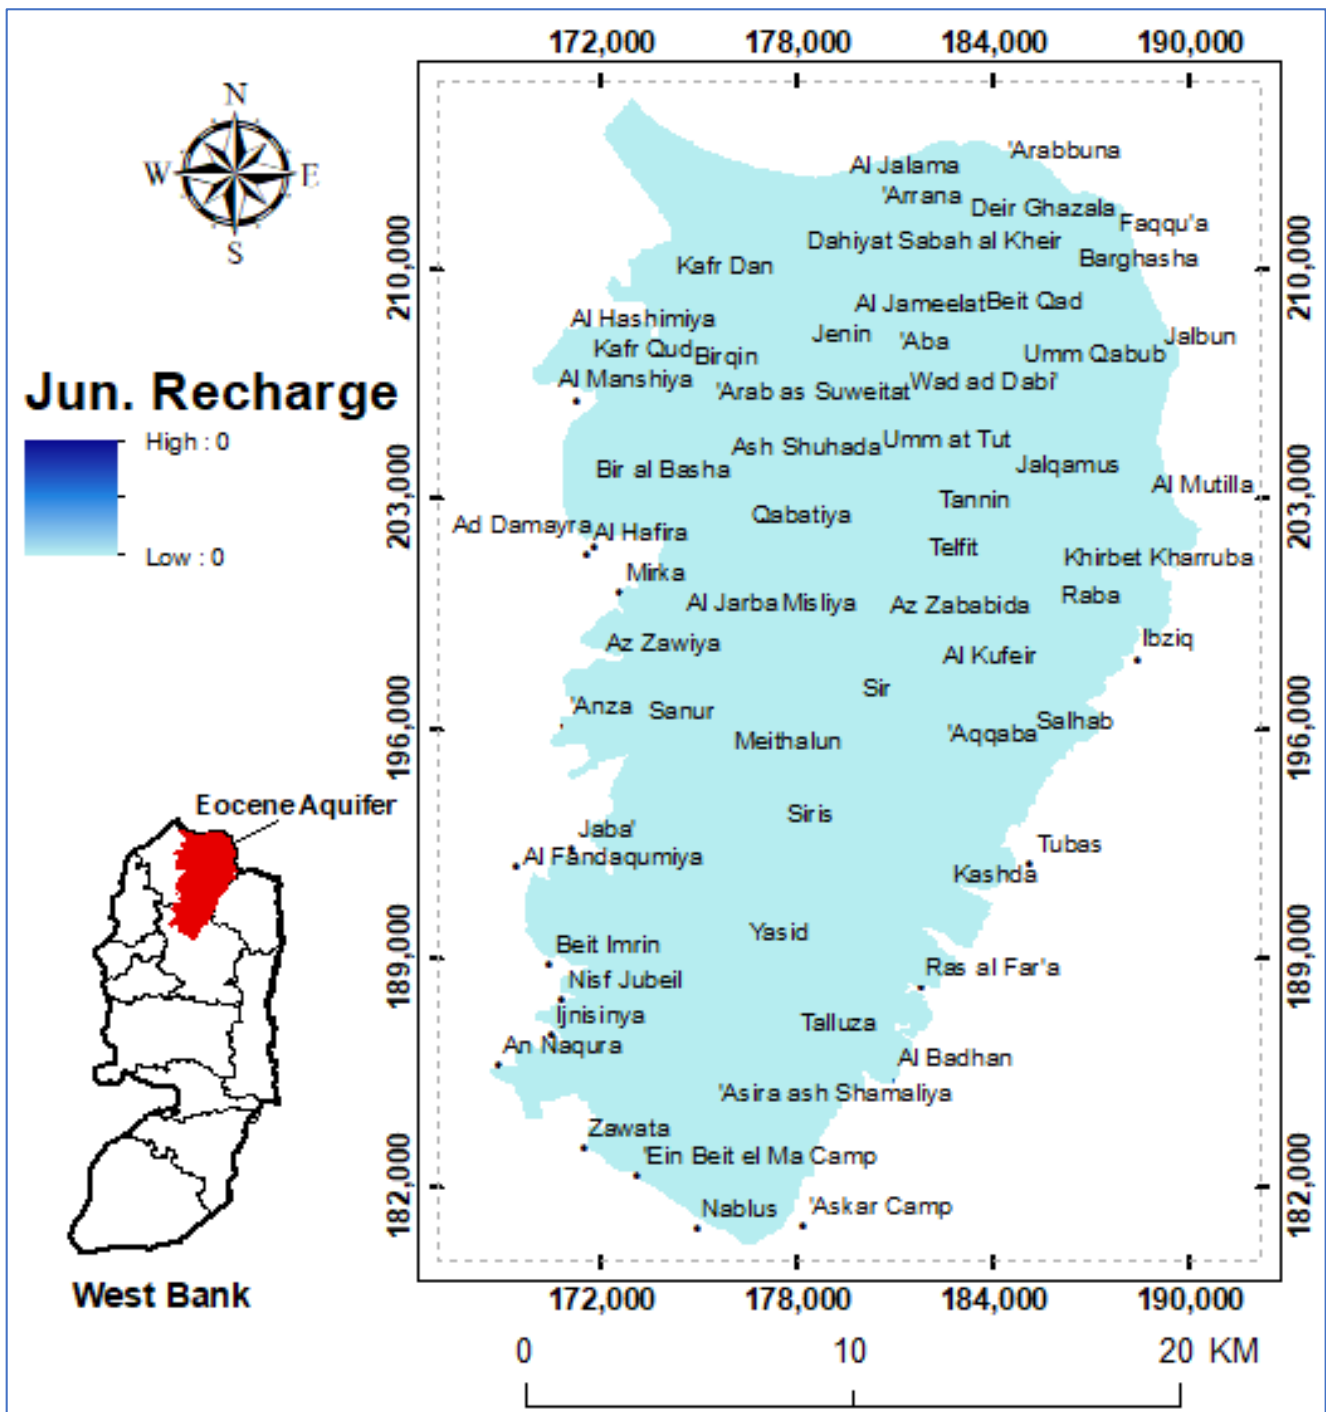 172,000 178,000 184,000 190,000
N
W E
S
'Arabbuna
Al Jalama
'Arrana
Deir Ghazala
Faqqu'a
Dahiyat Sabah al Kheir
Barghasha
Kafr Dan
210,000 210,000
Al Jameelat Beit Qad
Al Hashimiya
Jenin 'Aba Jalbun
Kafr Qud Birqin Umm Qabub
Al Manshiya 'Arab as Suweitat Wad ad Dabi'
Jun. Recharge
High : 0
Low : 0
Ash Shuhada Umm at Tut
Bir al Basha Jalqamus
Al Mutilla
203,000 203,000
Tannin
Qabatiya
Ad Damayra Al Hafira
Telfit
Khirbet Kharruba
Mirka
Al Jarba Misliya Az Zababida Raba
Az Zawiya Ibziq
Al Kufeir
Sir
'Anza Sanur
Salhab
'Aqqaba
Meithalun
196,000 196,000
Eocene Aquifer
Siris
Jaba'
Tubas
Al Fandaqumiya
Kashda
Yasid
Beit Imrin
189,000 189,000
Ras al Far'a
Nisf Jubeil
Ijnisinya
Talluza
An Naqura
Al Badhan
'Asira ash Shamaliya
Zawata
'Ein Beit el Ma Camp
182,000 182,000
Nablus 'Askar Camp
West Bank
172,000 178,000 184,000 190,000
0 10 20 KM